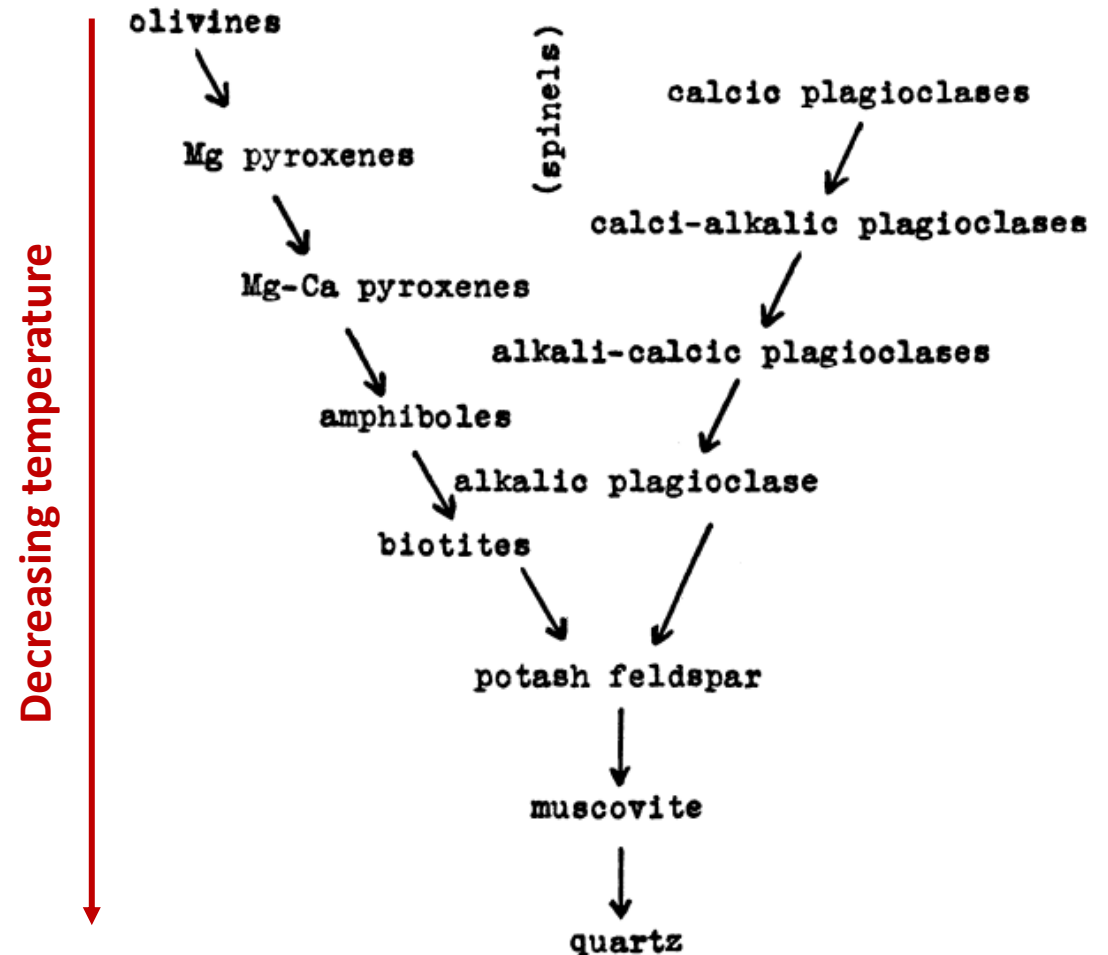 olivines
(spinels)
calcic plagioclases
Mg pyroxenes
calci-alkalic plagioclases
Mg-Ca pyroxenes
alkali-calcic plagioclases
amphiboles
alkalic plagioclase
biotites
potash feldspar
muscovite
quartz
Decreasing temperature